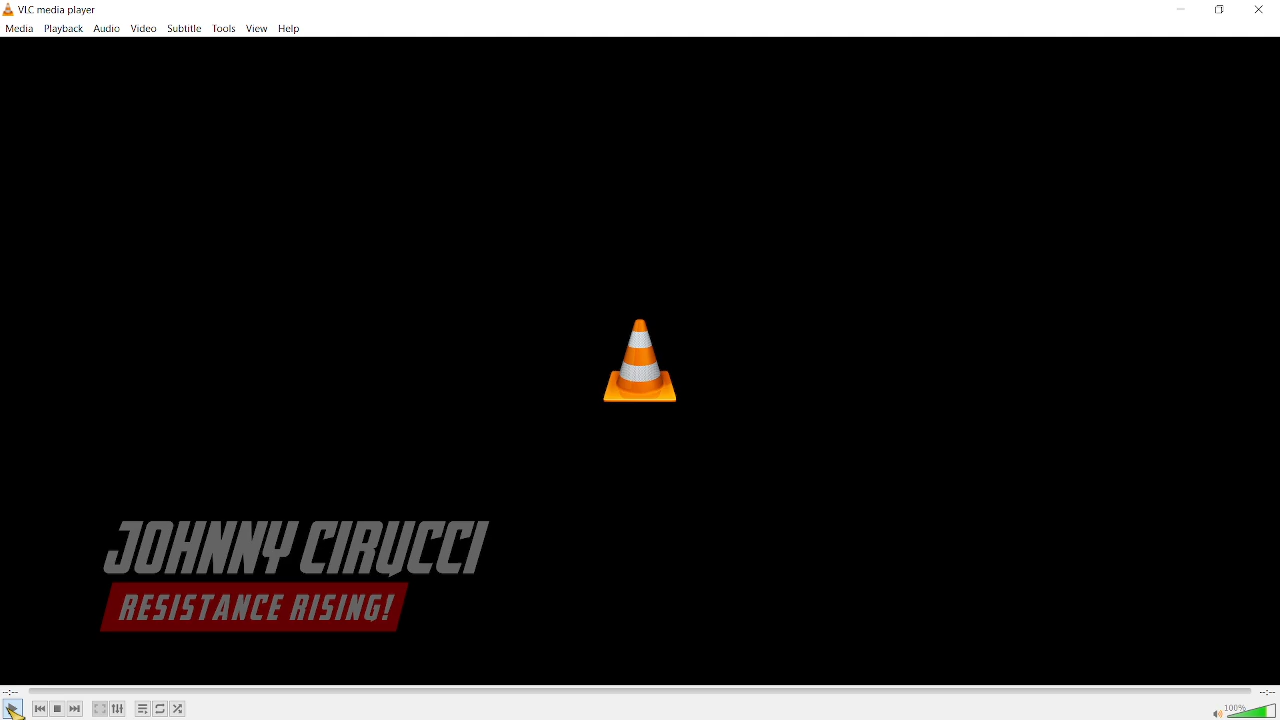 VLC media player
Media Playback Audio Video Subtitle Tools View Help
JOHNNY CIRUCCI
RESISTANCE RISING!
--:-- --:--
100%